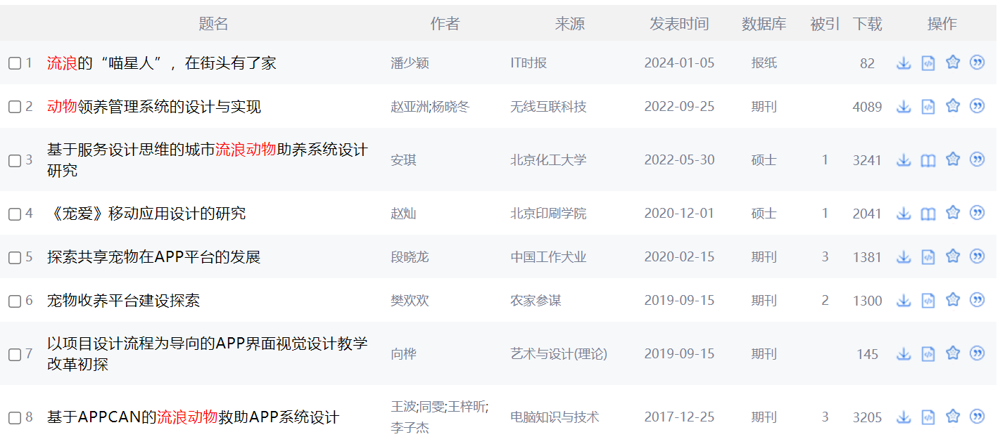 题名 作者 来源 发表时间 数据库 被引 下载 操作
1 流浪的“喵星人”，在街头有了家 潘少颖 IT时报 2024-01-05 报纸 82
2 动物领养管理系统的设计与实现 赵亚洲;杨晓冬 无线互联科技 2022-09-25 期刊 4089
基于服务设计思维的城市流浪动物助养系统设计
3 研究 安琪 北京化工大学 2022-05-30 硕士 1 3241
4 《宠爱》移动应用设计的研究 赵灿 北京印刷学院 2020-12-01 硕士 1 2041
5 探索共享宠物在APP平台的发展 段晓龙 中国工作犬业 2020-02-15 期刊 3 1381
6 宠物收养平台建设探索 樊欢欢 农家参谋 2019-09-15 期刊 2 1300
以项目设计流程为导向的APP界面视觉设计教学
7 改革初探 向桦 艺术与设计(理论) 2019-09-15 期刊 145
8 基于APPCAN的流浪动物救助APP系统设计 王波;同雯;王梓昕; 电脑知识与技术 2017-12-25 期刊 3 3205
李子杰